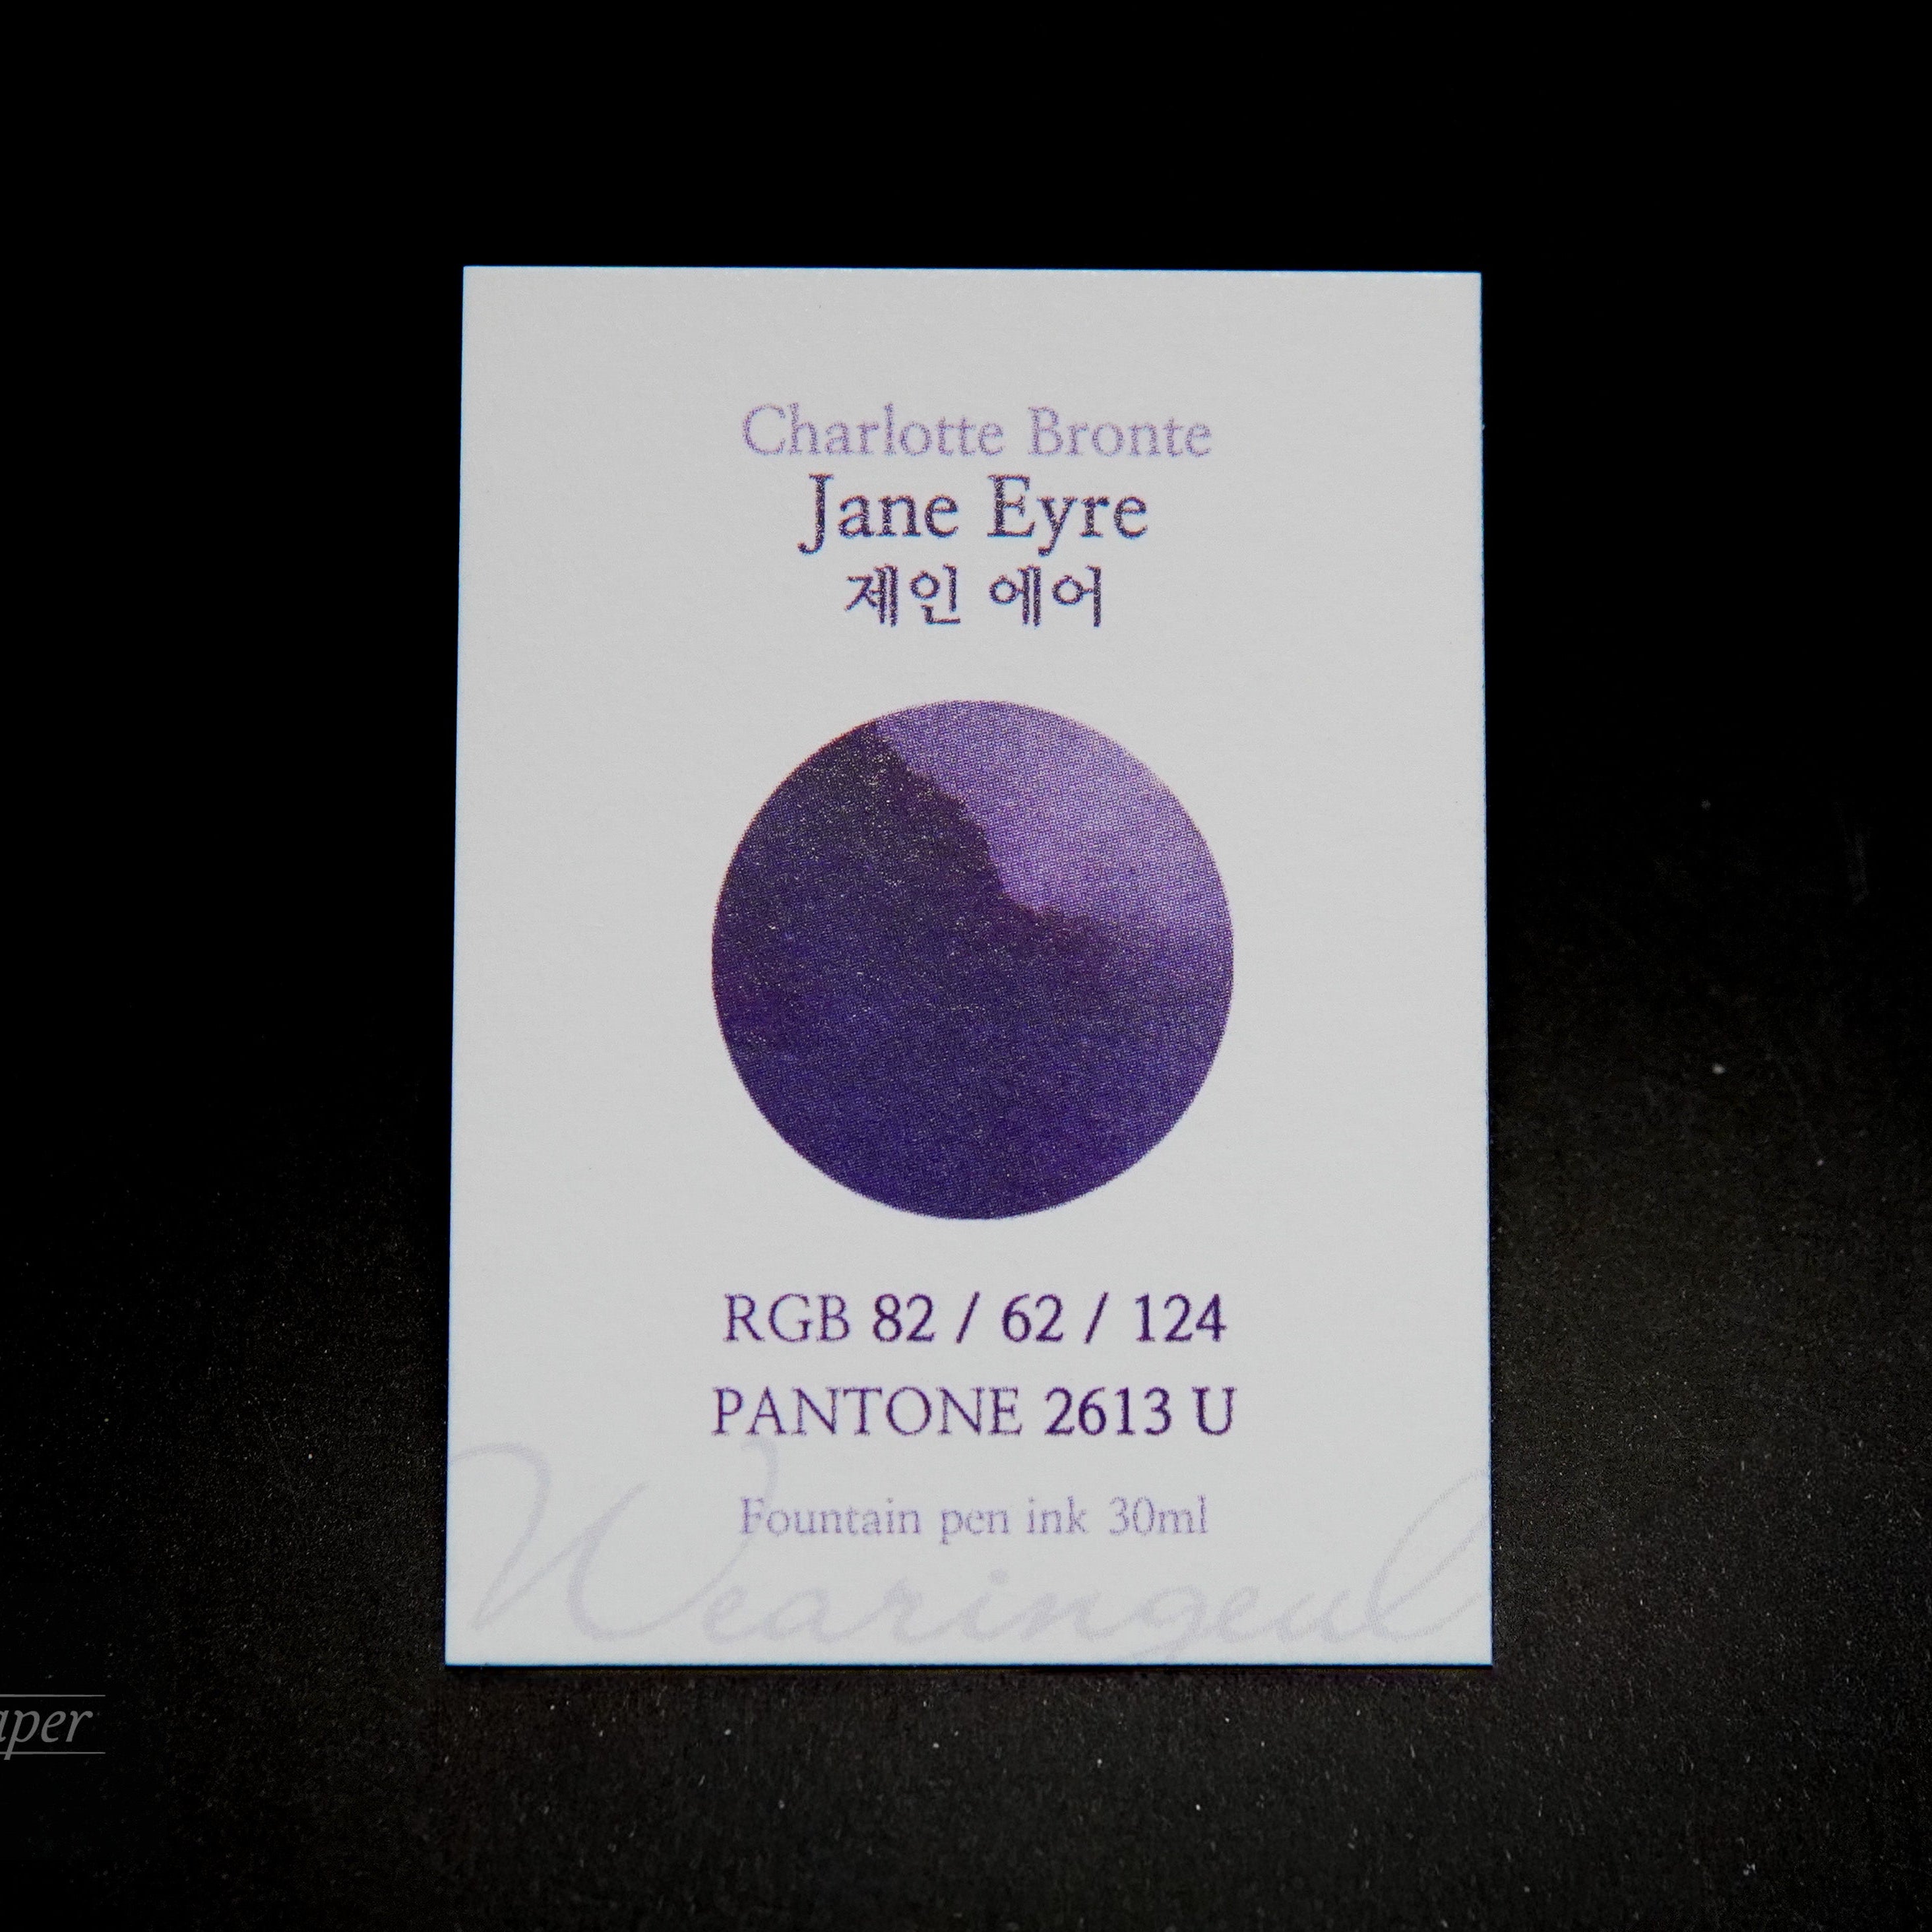 Charlotte Bronte
Jane Eyre
제인 에어
RGB 82 / 62 / 124
PANTONE 2613 U
Fountain pen ink 30ml
Wearingeul